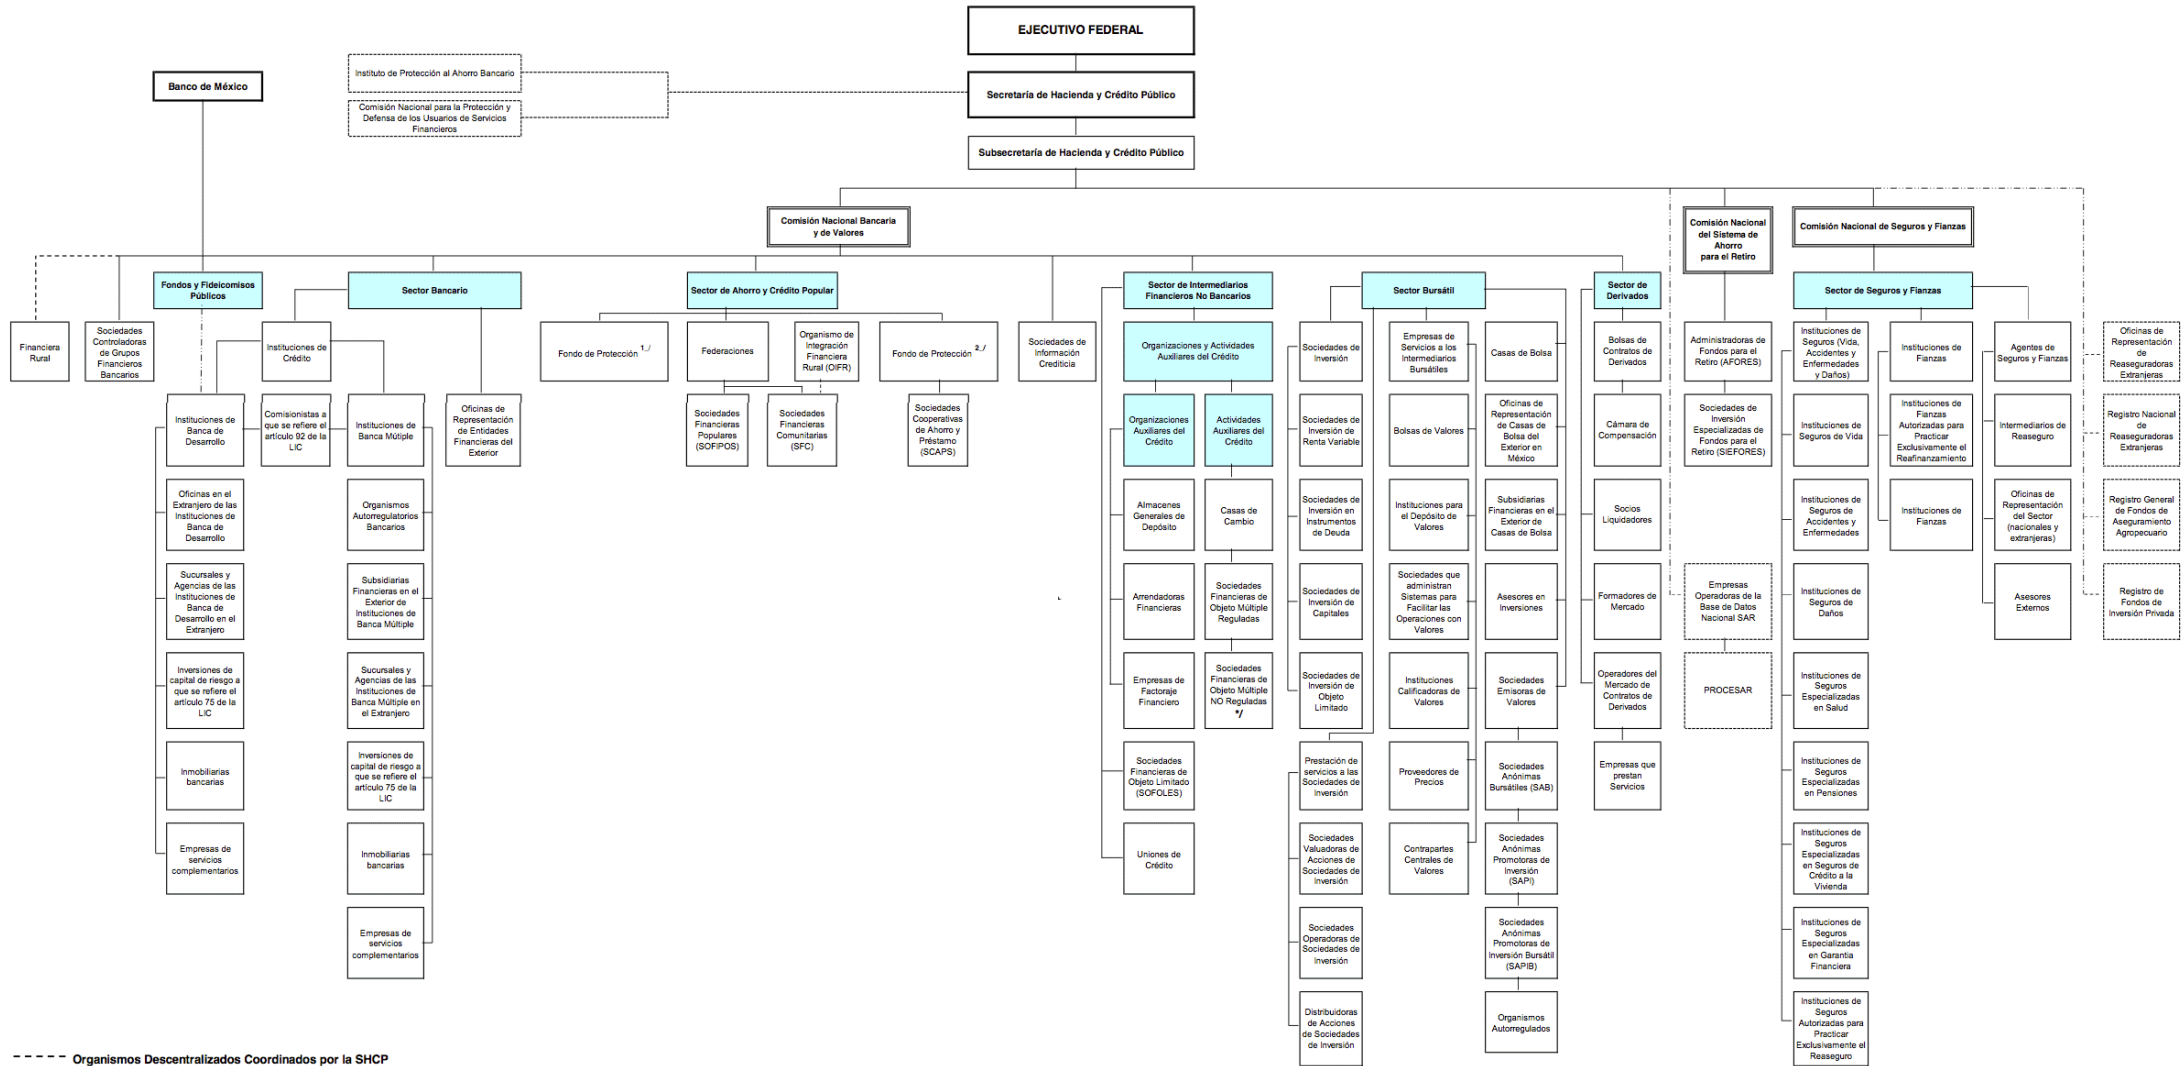 EJECUTIVO FEDERAL
Instituto de Protección al Ahorro Bancario
Banco de México
Secretaría de Hacienda y Crédito Público
Comisión Nacional para la Protección y
Defensa de los Usuarios de Servicios
Financieros
Subsecretaría de Hacienda y Crédito Público
Comisión Nacional Bancaria
y de Valores
Comisión Nacional
del Sistema de
Ahorro
para el Retiro
Comisión Nacional de Seguros y Fianzas
Fondos y Fideicomisos
Públicos
Sector Bancario
Sector de Ahorro y Crédito Popular
Sector de Intermediarios
Financieros No Bancarios
Sector Bursátil
Sector de
Derivados
Sector de Seguros y Fianzas
Financiera
Rural
Sociedades
Controladoras
de Grupos
Financieros
Bancarios
Instituciones de
Crédito
Fondo de Protección 1_/
Federaciones
Organismo de
Integración
Financiera
Rural (OIFR)
Fondo de Protección 2_/
Sociedades de
Información
Crediticia
Organizaciones y Actividades
Auxiliares del Crédito
Sociedades de
Inversión
Empresas de
Servicios a los
Intermediarios
Bursátiles
Casas de Bolsa
Bolsas de
Contratos de
Derivados
Administradoras de
Fondos para el
Retiro (AFORES)
Instituciones de
Seguros (Vida,
Accidentes y
Enfermedades
y Daños)
Instituciones de
Fianzas
Agentes de
Seguros y Fianzas
Oficinas de
Representación
de
Reaseguradoras
Extranjeras
Instituciones de
Banca de
Desarrollo
Comisionistas a
que se refiere el
artículo 92 de la
LIC
Instituciones de
Banca Mútiple
Oficinas de
Representación
de Entidades
Financieras del
Exterior
Sociedades
Financieras
Populares
(SOFIPOS)
Sociedades
Financieras
Comunitarias
(SFC)
Sociedades
Cooperativas
de Ahorro y
Préstamo
(SCAPS)
Organizaciones
Auxiliares del
Crédito
Actividades
Auxiliares del
Crédito
Sociedades de
Inversión de
Renta Variable
Bolsas de Valores
Oficinas de
Representación
de Casas de
Bolsa del
Exterior en
México
Cámara de
Compensación
Sociedades de
Inversión
Especializadas de
Fondos para el
Retiro (SIEFORES)
Instituciones de
Seguros de Vida
Instituciones de
Fianzas
Autorizadas para
Practicar
Exclusivamente el
Reafinanzamiento
Intermediarios de
Reaseguro
Registro Nacional
de
Reaseguradoras
Extranjeras
Oficinas en el
Extranjero de las
Instituciones de
Banca de
Desarrollo
Organismos
Autorregulatorios
Bancarios
Almacenes
Generales de
Depósito
Casas de
Cambio
Sociedades de
Inversión en
Instrumentos
de Deuda
Instituciones para
el Depósito de
Valores
Subsidiarias
Financieras en el
Exterior de
Casas de Bolsa
Socios
Liquidadores
Instituciones de
Seguros de
Accidentes y
Enfermedades
Instituciones de
Fianzas
Oficinas de
Representación
del Sector
(nacionales y
extranjeras)
Registro General
de Fondos de
Aseguramiento
Agropecuario
Sucursales y
Agencias de las
Instituciones de
Banca de
Desarrollo en el
Extranjero
Subsidiarias
Financieras en el
Exterior de
Instituciones de
Banca Múltiple
Arrendadoras
Financieras
Sociedades
Financieras de
Objeto Múltiple
Reguladas
Sociedades de
Inversión de
Capitales
Sociedades que
administran
Sistemas para
Facilitar las
Operaciones con
Valores
Asesores en
Inversiones
Formadores de
Mercado
Empresas
Operadoras de la
Base de Datos
Nacional SAR
Instituciones de
Seguros de
Daños
Asesores
Externos
Registro de
Fondos de
Inversión Privada
Inversiones de
capital de riesgo a
que se refiere el
artículo 75 de la
LIC
Sucursales y
Agencias de las
Instituciones de
Banca Múltiple en
el Extranjero
Empresas de
Factoraje
Financiero
Sociedades
Financieras de
Objeto Múltiple
NO Reguladas
*/
Sociedades de
Inversión de
Objeto
Limitado
Instituciones
Calificadoras de
Valores
Sociedades
Emisoras de
Valores
Operadores del
Mercado de
Contratos de
Derivados
PROCESAR
Instituciones de
Seguros
Especializadas
en Salud
Inmobiliarias
bancarias
Inversiones de
capital de riesgo a
que se refiere el
artículo 75 de la
LIC
Sociedades
Financieras de
Objeto Limitado
(SOFOLES)
Prestación de
servicios a las
Sociedades de
Inversión
Proveedores de
Precios
Sociedades
Anónimas
Bursátiles (SAB)
Empresas que
prestan
Servicios
Instituciones de
Seguros
Especializadas
en Pensiones
Empresas de
servicios
complementarios
Inmobiliarias
bancarias
Uniones de
Crédito
Sociedades
Valuadoras de
Acciones de
Sociedades de
Inversión
Contrapartes
Centrales de
Valores
Sociedades
Anónimas
Promotoras de
Inversión
(SAPI)
Instituciones de
Seguros
Especializadas
en Seguros de
Crédito a la
Vivienda
Empresas de
servicios
complementarios
Sociedades
Operadoras de
Sociedades de
Inversión
Sociedades
Anónimas
Promotoras de
Inversión Bursátil
(SAPIB)
Instituciones de
Seguros
Especializadas
en Garantia
Financiera
Distribuidoras
de Acciones
de Sociedades
de Inversión
Organismos
Autorregulados
Instituciones de
Seguros
Autorizadas para
Practicar
Exclusivamente el
Reaseguro
Organismos Descentralizados Coordinados por la SHCP